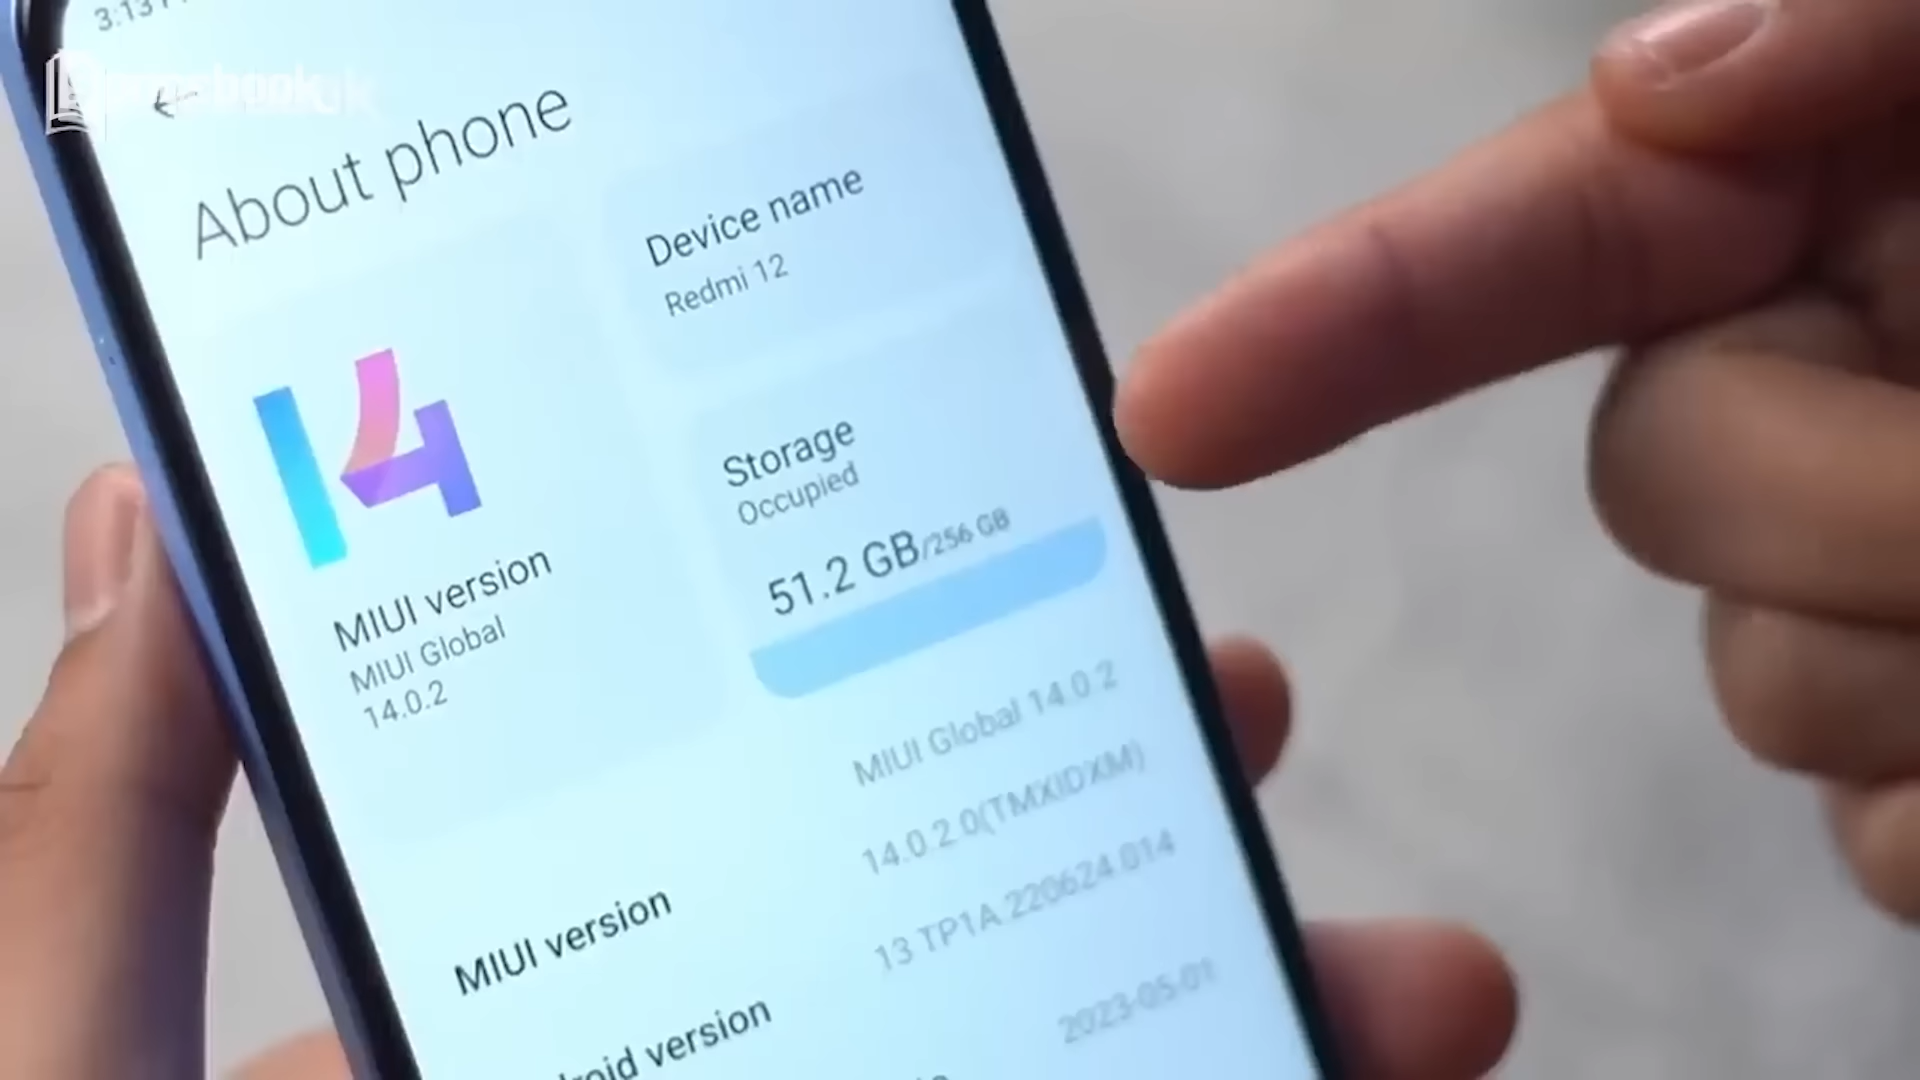 About phone
Device name
Redmi 12
Storage
Occupied
51.2 GB/256 GB
14
MIUI version
MIUI Global
14.0.2
MIUI version
MIUI Global 14.0.2
14.0.2.0(TMXIDXM)
13 TP1A.220624.014
version
2023-05-01